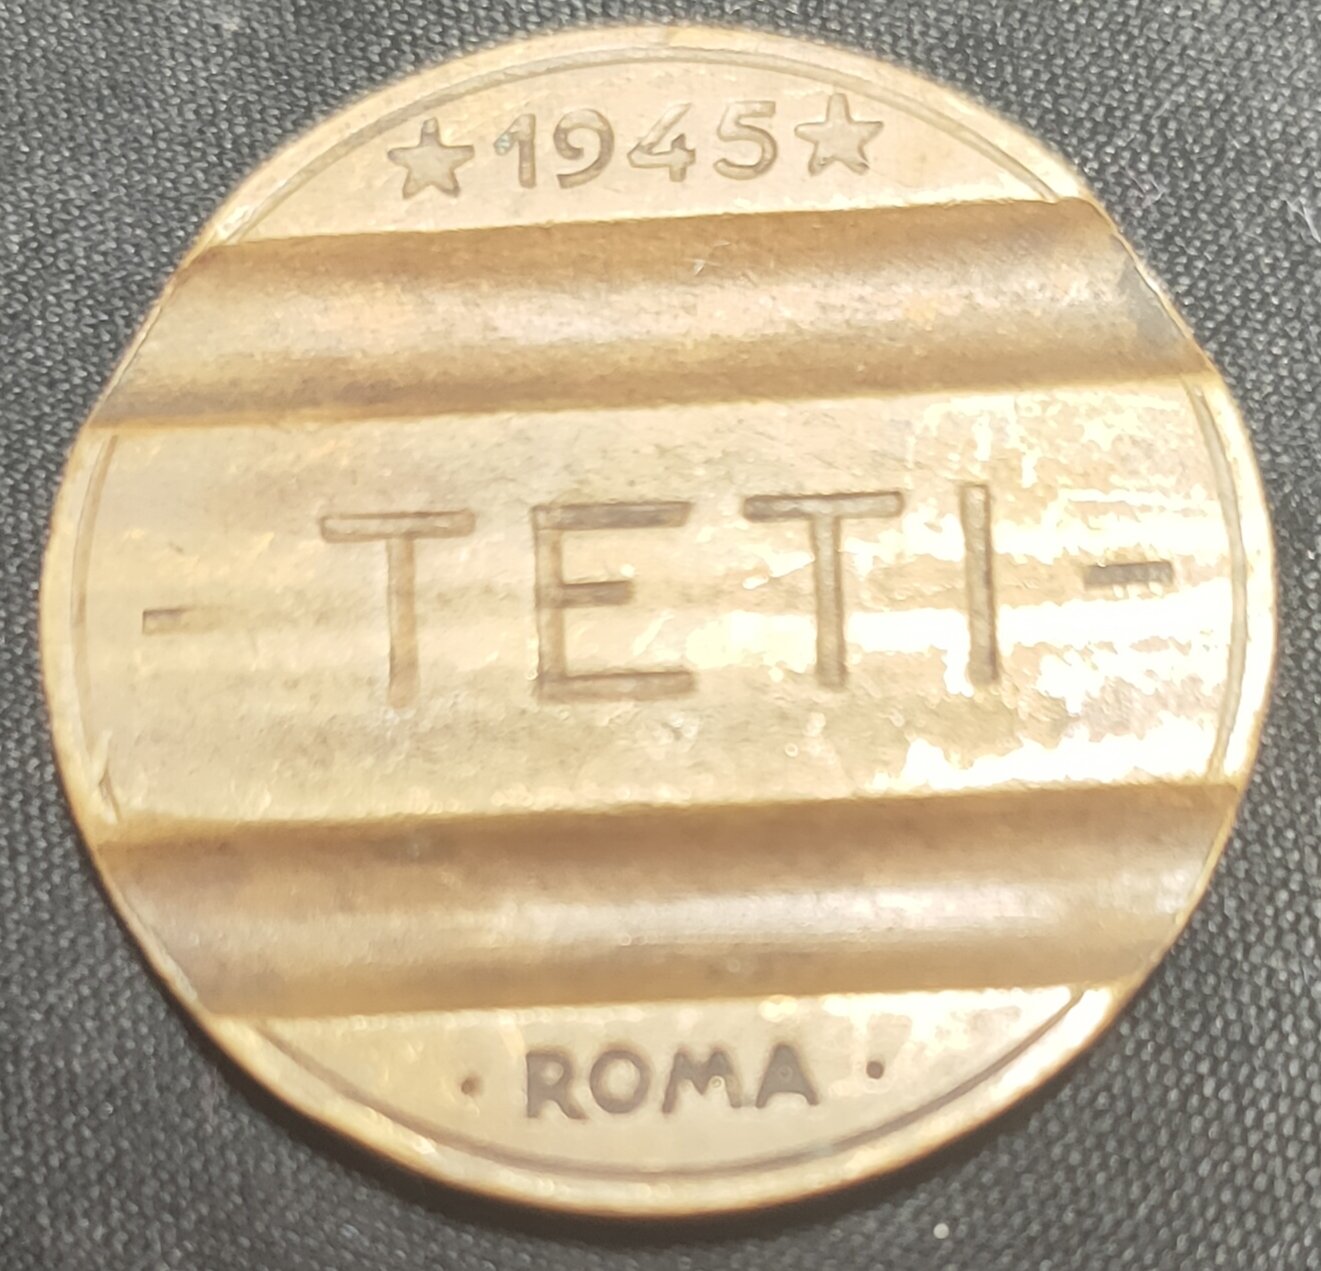 ★1945★
- TETI -
· ROMA ·